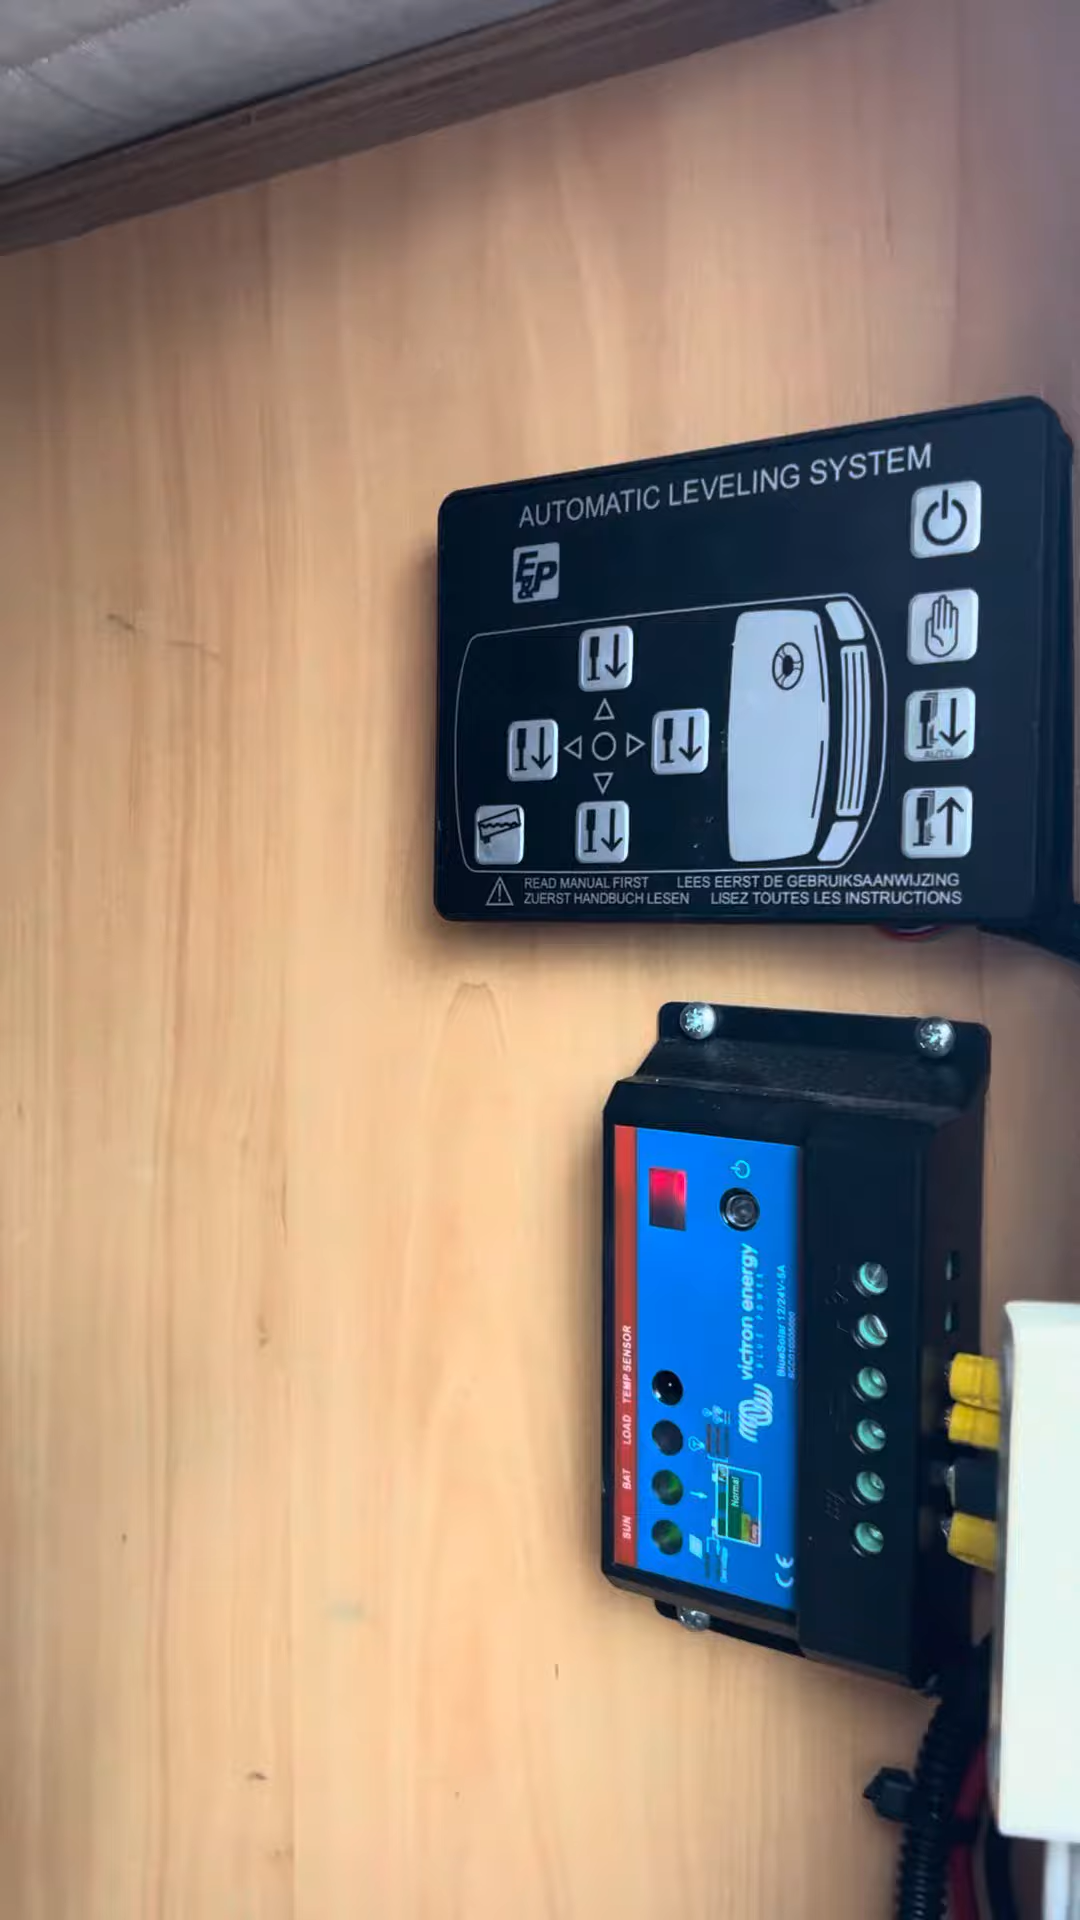 AUTOMATIC LEVELING SYSTEM
E&P
AUTO
READ MANUAL FIRST LEES EERST DE GEBRUIKSAANWIJZING
ZUERST HANDBUCH LESEN LISEZ TOUTES LES INSTRUCTIONS
SUN BAT LOAD TEMP SENSOR
victron energy
BLUE POWER
BlueSolar 12/24V-5A
Full
Normal
CE